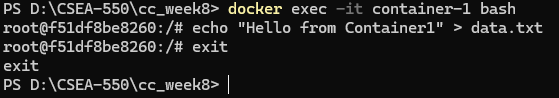 PS D:\CSEA-550\cc_week8> docker exec -it container-1 bash
root@f51df8be8260:/# echo "Hello from Container1" > data.txt
root@f51df8be8260:/# exit
exit
PS D:\CSEA-550\cc_week8>